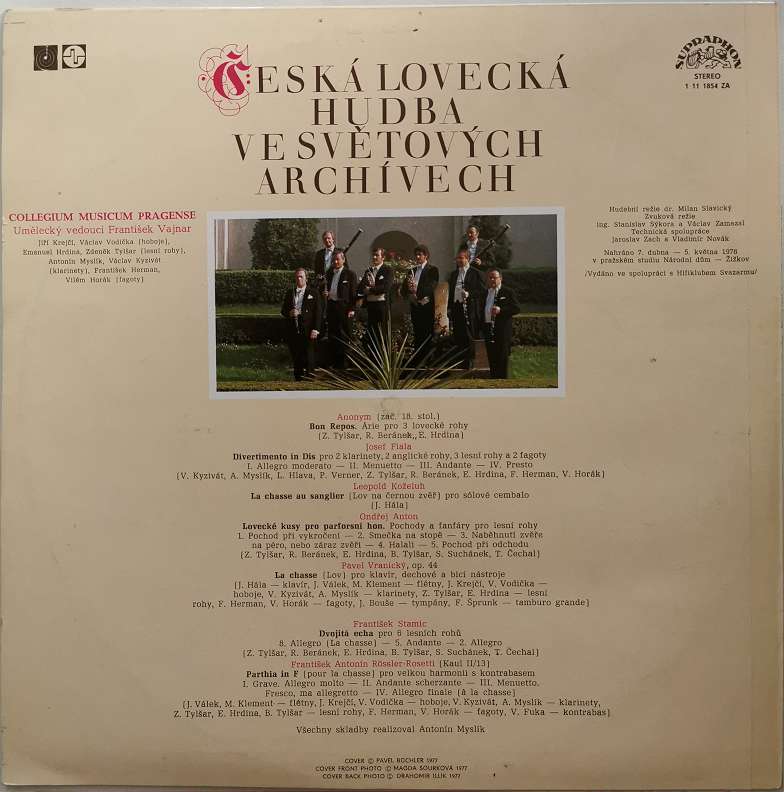 ČESKÁ LOVECKÁ
HUDBA
VE SVĚTOVÝCH
ARCHÍVECH
SUPRAPHON
STEREO
1 11 1854 ZA
COLLEGIUM MUSICUM PRAGENSE
Umělecký vedoucí František Vajnar
Jiří Krejčí, Václav Vodička (hoboje),
Emanuel Hrdina, Zdeněk Tylšar (lesní rohy),
Antonín Myslík, Václav Kyzivát
(klarinety), František Herman,
Vilém Horák (fagoty)
Hudební režie dr. Milan Slavický
Zvuková režie
ing. Stanislav Sýkora a Václav Zamazal
Technická spolupráce
Jaroslav Zach a Vladimír Novák
Nahráno 7. dubna — 5. května 1976
v pražském studiu Národní dům — Žižkov
/Vydáno ve spolupráci s Hifiklubem Svazarmu/
Anonym (zač. 18. stol.)
Bon Repos. Árie pro 3 lovecké rohy
(Z. Tylšar, R. Beránek, E. Hrdina)
Josef Fiala
Divertimento in Dis pro 2 klarinety, 2 anglické rohy, 3 lesní rohy a 2 fagoty
I. Allegro moderato — II. Menuetto — III. Andante — IV. Presto
(V. Kyzivát, A. Myslík, L. Hlava, P. Verner, Z. Tylšar, R. Beránek, E. Hrdina, F. Herman, V. Horák)
Leopold Koželuh
La chasse au sanglier (Lov na černou zvěř) pro sólové cembalo
(J. Hála)
Ondřej Anton
Lovecké kusy pro parforsní hon. Pochody a fanfáry pro lesní rohy
1. Pochod při vykročení — 2. Smečka na stopě — 3. Naběhnutí zvěře
na péro, nebo záraz zvěři — 4. Halali — 5. Pochod při odchodu
(Z. Tylšar, R. Beránek, E. Hrdina, B. Tylšar, S. Suchánek, T. Čechal)
Pavel Vranický, op. 44
La chasse (Lov) pro klavír, dechové a bicí nástroje
(J. Hála — klavír, J. Válek, M. Klement — flétny, J. Krejčí, V. Vodička —
hoboje, V. Kyzivát, A. Myslík — klarinety, Z. Tylšar, E. Hrdina — lesní
rohy, F. Herman, V. Horák — fagoty, J. Bouše — tympány, F. Šprunk — tamburo grande)
František Stamic
Dvojitá echa pro 6 lesních rohů
8. Allegro (La chasse) — 5. Andante — 2. Allegro
(Z. Tylšar, R. Beránek, E. Hrdina, B. Tylšar, S. Suchánek, T. Čechal)
František Antonín Rössler-Rosetti (Kaul II/13)
Parthia in F (pour la chasse) pro velkou harmonii s kontrabasem
I. Grave. Allegro molto — II. Andante scherzante — III. Menuetto.
Fresco, ma allegretto — IV. Allegro finale (à la chasse)
(J. Válek, M. Klement — flétny, J. Krejčí, V. Vodička — hoboje, V. Kyzivát, A. Myslík — klarinety,
Z. Tylšar, E. Hrdina, B. Tylšar — lesní rohy, F. Herman, V. Horák — fagoty, V. Fuka — kontrabas)
Všechny skladby realizoval Antonín Myslík
COVER © PAVEL BÜCHLER 1977
COVER FRONT PHOTO © MAGDA SOURKOVÁ 1977
COVER BACK PHOTO © DRAHOMÍR ILLÍK 1977